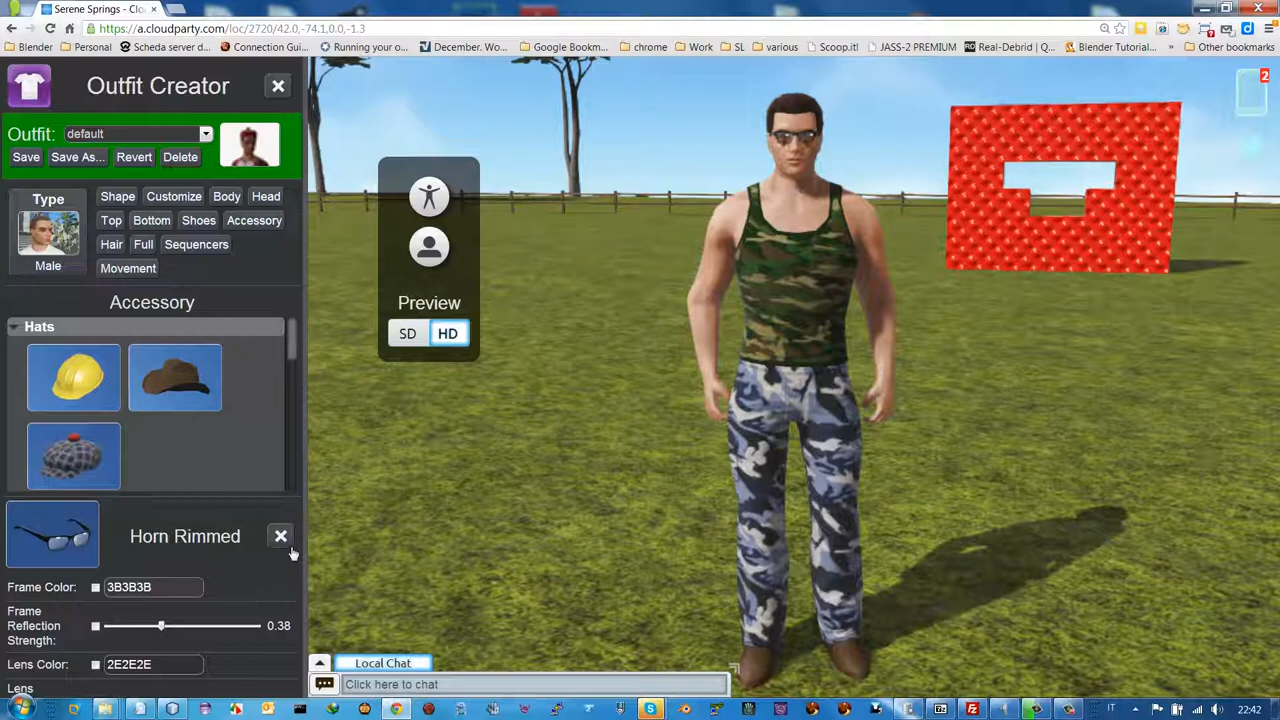 Serene Springs - Clo
https://a.cloudparty.com/loc/2720/42.0,-74.1,0.0,-1.3
Blender Personal Scheda server d... Connection Gui... Running your o... December. Wo... Google Bookm... chrome Work SL various Scoop.it! JASS-2 PREMIUM Real-Debrid | Q... Blender Tutorial... » Other bookmarks
Outfit Creator
2
Outfit: default
Save Save As... Revert Delete
Type
Shape Customize Body Head
Top Bottom Shoes Accessory
Hair Full Sequencers
Male
Movement
Preview
SD HD
Accessory
Hats
Horn Rimmed
Frame Color: 3B3B3B
Frame
Reflection 0.38
Strength:
Lens Color: 2E2E2E
Lens
Local Chat
Click here to chat
IT 22:42